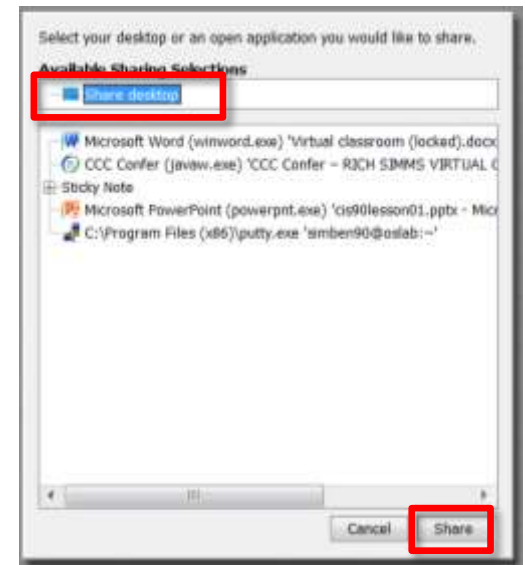 Select your desktop or an open application you would like to share.
Available Sharing Selections
Share desktop
Microsoft Word (winword.exe) 'Virtual classroom (locked).docx
CCC Confer (javaw.exe) 'CCC Confer - RICH SIMMS VIRTUAL C
Sticky Note
Microsoft PowerPoint (powerpnt.exe) 'cis90lesson01.pptx - Micr
C:\Program Files (x86)\putty.exe 'simben90@oslab:~'
Cancel
Share